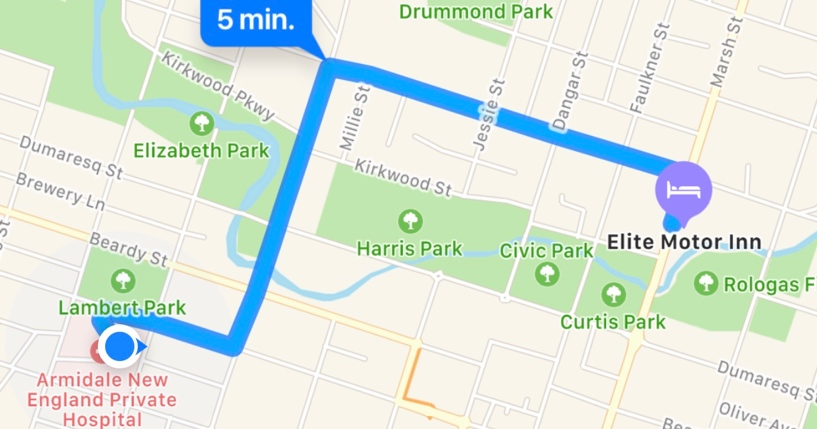 Drummond Park
5 min.
Kirkwood Pkwy
Millie St
Jessie St
Dangar St
Faulkner St
Marsh St
Elizabeth Park
Dumaresq St
Brewery Ln
Kirkwood St
Beardy St
Harris Park
Civic Park
Elite Motor Inn
Rologas F
Lambert Park
Curtis Park
Armidale New
England Private
Hospital
Dumaresq St
Oliver Av
Bea